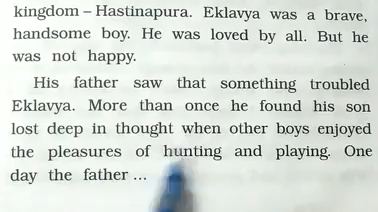 kingdom – Hastinapura. Eklavya was a brave,
handsome boy. He was loved by all. But he
was not happy.
His father saw that something troubled
Eklavya. More than once he found his son
lost deep in thought when other boys enjoyed
the pleasures of hunting and playing. One
day the father ...